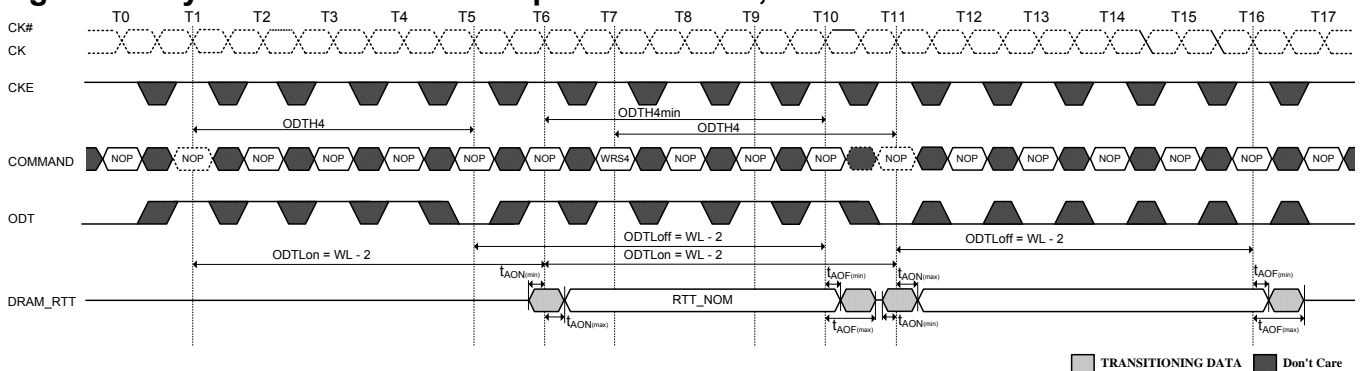 T0 T1 T2 T3 T4 T5 T6 T7 T8 T9 T10 T11 T12 T13 T14 T15 T16 T17
CK#
CK
CKE
ODTH4
ODTH4min
ODTH4
COMMAND
NOP NOP NOP NOP NOP NOP NOP WRS4 NOP NOP NOP NOP NOP NOP NOP NOP NOP NOP
ODT
ODTLoff = WL - 2
ODTLoff = WL - 2
ODTLon = WL - 2
ODTLon = WL - 2
tAON(min)
tAOF(min)
tAON(max)
tAOF(min)
DRAM_RTT
RTT_NOM
tAON(max)
tAOF(max)
tAON(min)
tAOF(max)
TRANSITIONING DATA
Don't Care